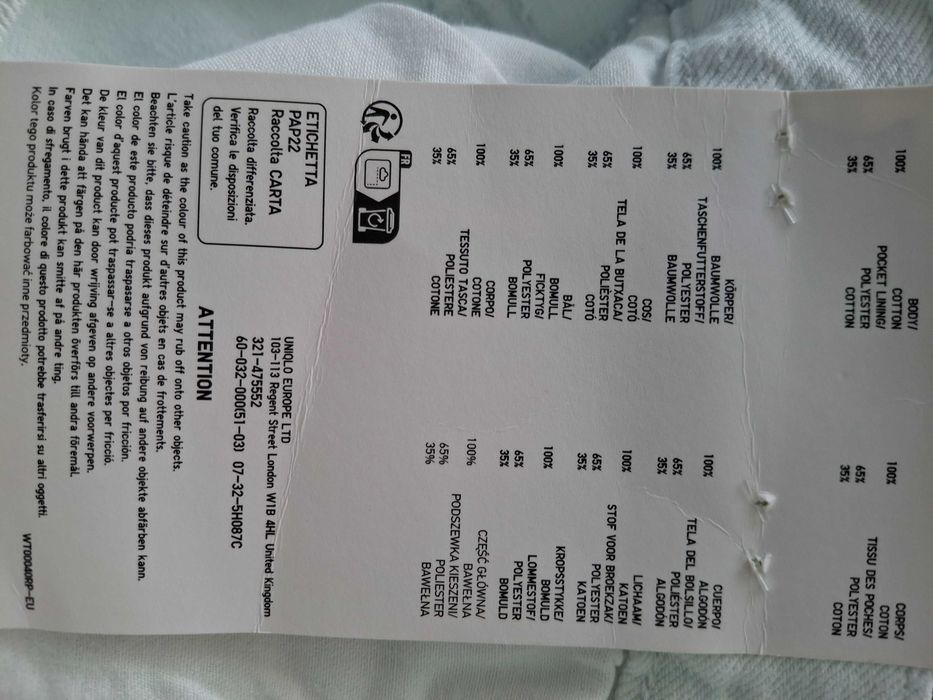 BODY/
100% COTTON
POCKET LINING/
65% POLYESTER
35% COTTON
CORPS/
100% COTON
TISSU DES POCHES/
65% POLYESTER
35% COTON
KÖRPER/
100% BAUMWOLLE
TASCHENFUTTERSTOFF/
65% POLYESTER
35% BAUMWOLLE
CUERPO/
100% ALGODÓN
TELA DEL BOLSILLO/
65% POLIÉSTER
35% ALGODÓN
COS/
100% COTÓ
TELA DE LA BUTXACA/
65% POLIÈSTER
35% COTÓ
LICHAAM/
100% KATOEN
STOF VOOR BROEKZAK/
65% POLYESTER
35% KATOEN
BÅL/
100% BOMULL
FICKTYG/
65% POLYESTER
35% BOMULL
KROPSSTYKKE/
100% BOMULD
LOMMESTOF/
65% POLYESTER
35% BOMULD
CORPO/
100% COTONE
TESSUTO TASCA/
65% POLIESTERE
35% COTONE
CZĘŚĆ GŁÓWNA/
100% BAWEŁNA
PODSZEWKA KIESZENI/
65% POLIESTER
35% BAWEŁNA
FR
ETICHETTA
PAP22
Raccolta CARTA
Raccolta differenziata.
Verifica le disposizioni
del tuo comune.
UNIQLO EUROPE LTD
103-113 Regent Street London W1B 4HL United Kingdom
321-475552
60-032-000(51-03) 07-32-5H087C
ATTENTION
Take caution as the colour of this product may rub off onto other objects.
L'article risque de déteindre sur d'autres objets en cas de frottements.
Beachten sie bitte, dass dieses produkt aufgrund von reibung auf andere objekte abfärben kann.
El color de este producto podría traspasarse a otros objetos por fricción.
El color d'aquest producte pot traspassar-se a altres objectes per fricció.
De kleur van dit product kan door wrijving afgeven op andere voorwerpen.
Det kan hända att färgen på den här produkten överförs till andra föremål.
Farven brugt i dette produkt kan smitte af på andre ting.
In caso di sfregamento, il colore di questo prodotto potrebbe trasferirsi su altri oggetti.
Kolor tego produktu może farbować inne przedmioty.
WT00040RP-EU